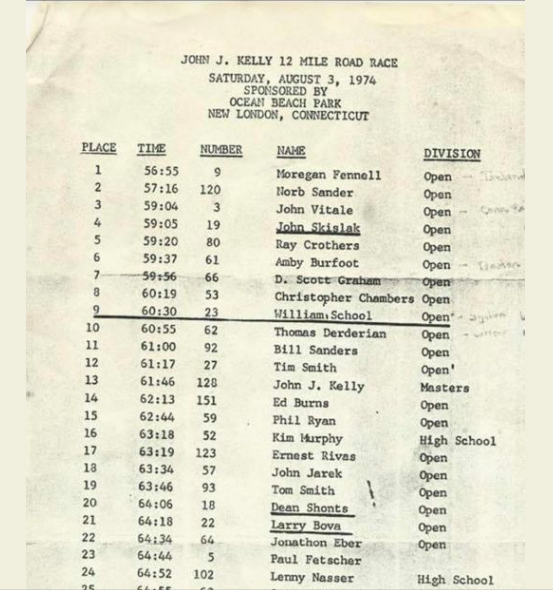 JOHN J. KELLY 12 MILE ROAD RACE
SATURDAY, AUGUST 3, 1974
SPONSORED BY
OCEAN BEACH PARK
NEW LONDON, CONNECTICUT
PLACE TIME NUMBER NAME DIVISION
1 56:55 9 Moregan Fennell Open
2 57:16 120 Norb Sander Open
3 59:04 3 John Vitale Open
4 59:05 19 John Skislak Open
5 59:20 80 Ray Crothers Open
6 59:37 61 Amby Burfoot Open
7 59:56 66 D. Scott Graham Open
8 60:19 53 Christopher Chambers Open
9 60:30 23 William School Open
10 60:55 62 Thomas Derderian Open
11 61:00 92 Bill Sanders Open
12 61:17 27 Tim Smith Open
13 61:46 128 John J. Kelly Masters
14 62:13 151 Ed Burns Open
15 62:44 59 Phil Ryan Open
16 63:18 52 Kim Murphy High School
17 63:19 123 Ernest Rivas Open
18 63:34 57 John Jarek Open
19 63:46 93 Tom Smith Open
20 64:06 18 Dean Shonts Open
21 64:18 22 Larry Bova Open
22 64:34 64 Jonathon Eber Open
23 64:44 5 Paul Fetscher
24 64:52 102 Lenny Nasser High School